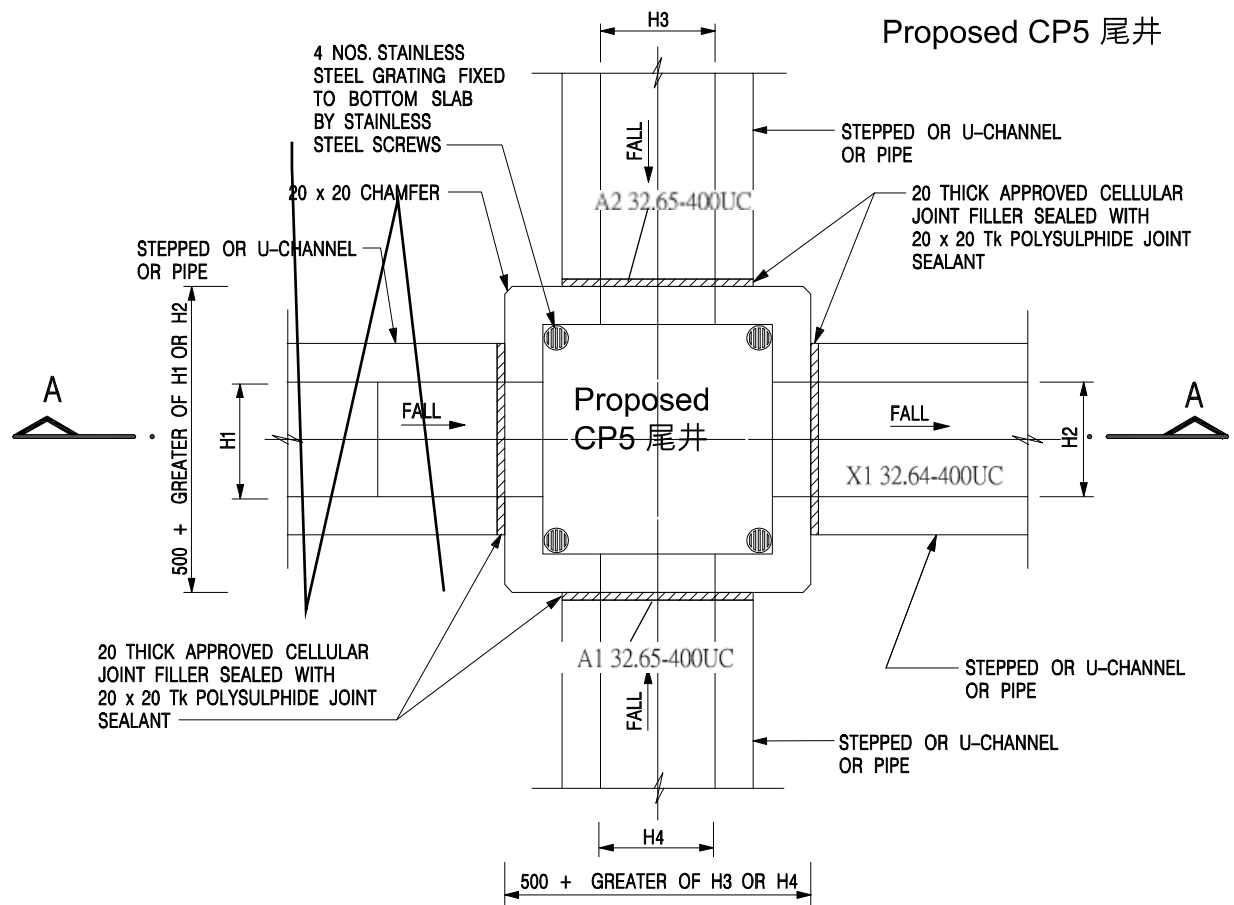 Proposed CP5 尾井
H3
4 NOS. STAINLESS
STEEL GRATING FIXED
TO BOTTOM SLAB
BY STAINLESS
STEEL SCREWS
STEPPED OR U-CHANNEL
OR PIPE
FALL
20 x 20 CHAMFER
A2 32.65-400UC
20 THICK APPROVED CELLULAR
JOINT FILLER SEALED WITH
20 x 20 Tk POLYSULPHIDE JOINT
SEALANT
STEPPED OR U-CHANNEL
OR PIPE
500 + GREATER OF H1 OR H2
A
H1
FALL
Proposed
CP5 尾井
FALL
H2
A
X1 32.64-400UC
20 THICK APPROVED CELLULAR
JOINT FILLER SEALED WITH
20 x 20 Tk POLYSULPHIDE JOINT
SEALANT
A1 32.65-400UC
FALL
STEPPED OR U-CHANNEL
OR PIPE
STEPPED OR U-CHANNEL
OR PIPE
H4
500 + GREATER OF H3 OR H4